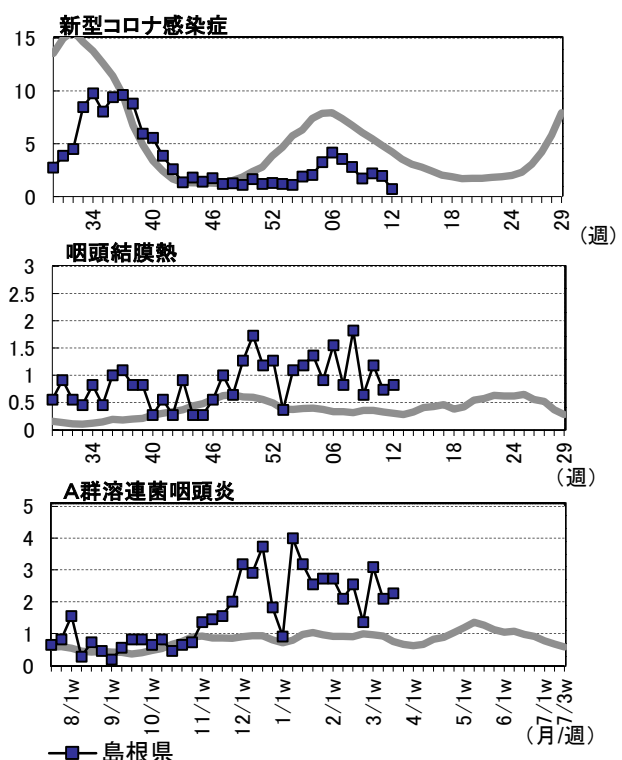 新型コロナ感染症
15
10
5
0
34
40
46
52
06
12
18
24
29
（週）
咽頭結膜熱
3
2.5
2
1.5
1
0.5
0
34
40
46
52
06
12
18
24
29
（週）
A群溶連菌咽頭炎
5
4
3
2
1
0
8/1w
9/1w
10/1w
11/1w
12/1w
1/1w
2/1w
3/1w
4/1w
5/1w
6/1w
7/1w
7/3w
（月/週）
島根県